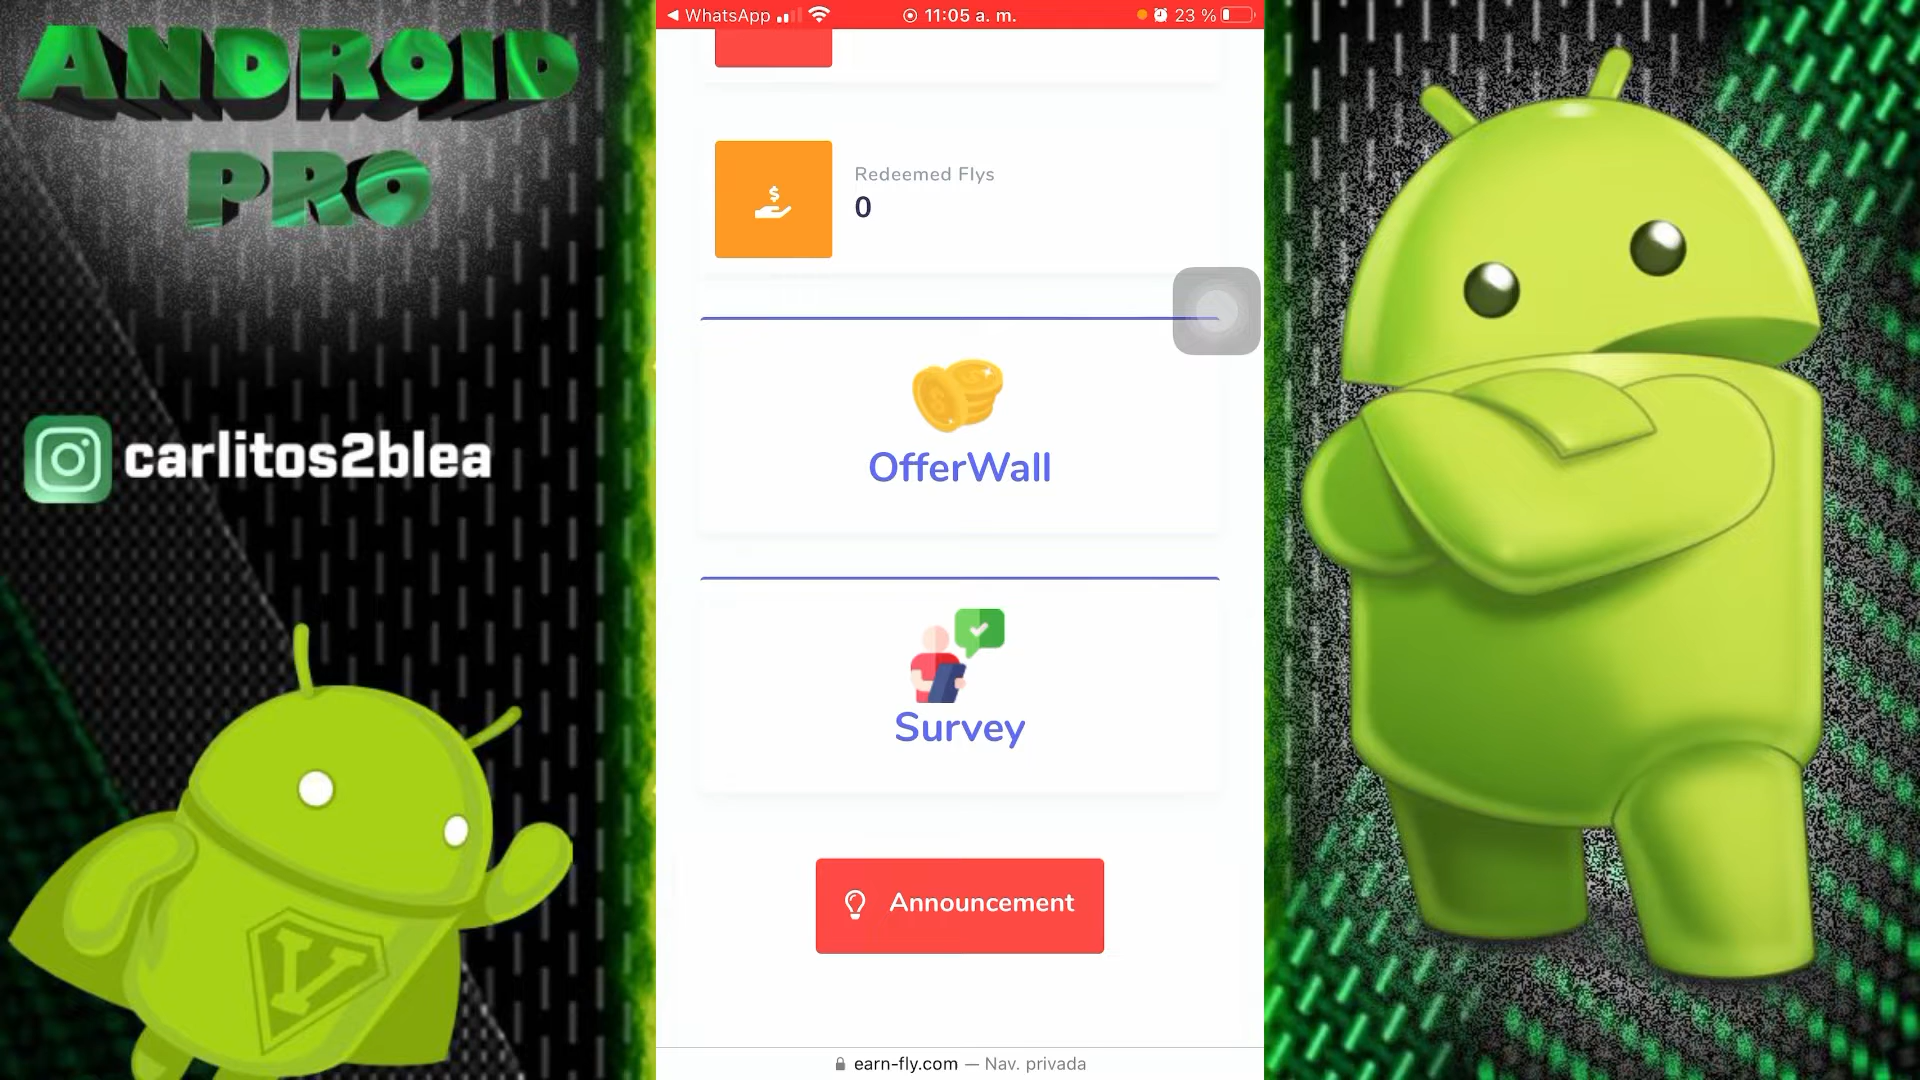 ANDROID
PRO
carlitos2blea
WhatsApp
11:05 a. m.
23 %
Redeemed Flys
0
OfferWall
Survey
Announcement
earn-fly.com — Nav. privada
V